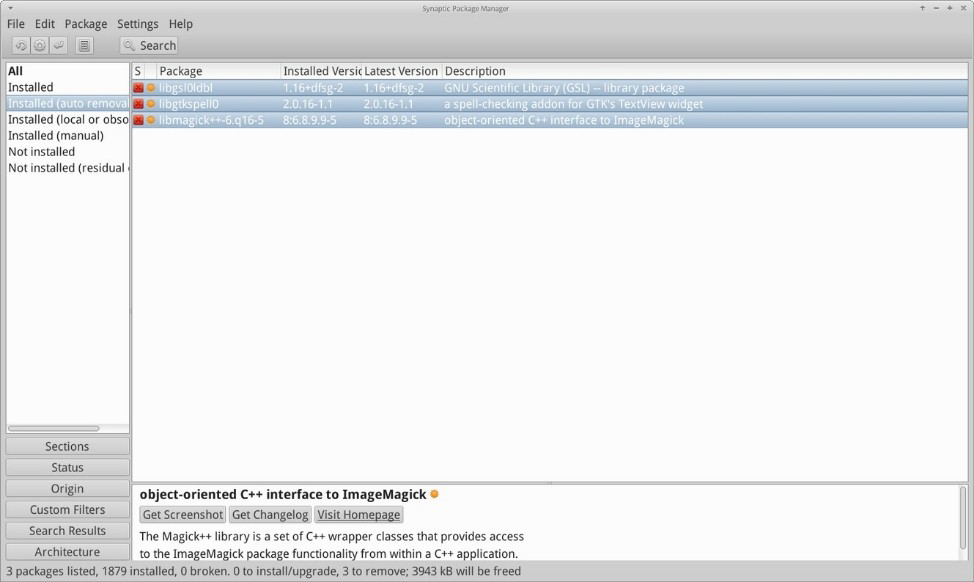 Synaptic Package Manager
File Edit Package Settings Help
Search
All
Installed
Installed (auto remova
Installed (local or obso
Installed (manual)
Not installed
Not installed (residual
S Package Installed Versic Latest Version Description
libgsl0ldbl 1.16+dfsg-2 1.16+dfsg-2 GNU Scientific Library (GSL) -- library package
libgtkspell0 2.0.16-1.1 2.0.16-1.1 a spell-checking addon for GTK's TextView widget
libmagick++-6.q16-5 8:6.8.9.9-5 8:6.8.9.9-5 object-oriented C++ interface to ImageMagick
Sections
Status
Origin
Custom Filters
Search Results
Architecture
object-oriented C++ interface to ImageMagick
Get Screenshot Get Changelog Visit Homepage
The Magick++ library is a set of C++ wrapper classes that provides access
to the ImageMagick package functionality from within a C++ application.
3 packages listed, 1879 installed, 0 broken. 0 to install/upgrade, 3 to remove; 3943 kB will be freed